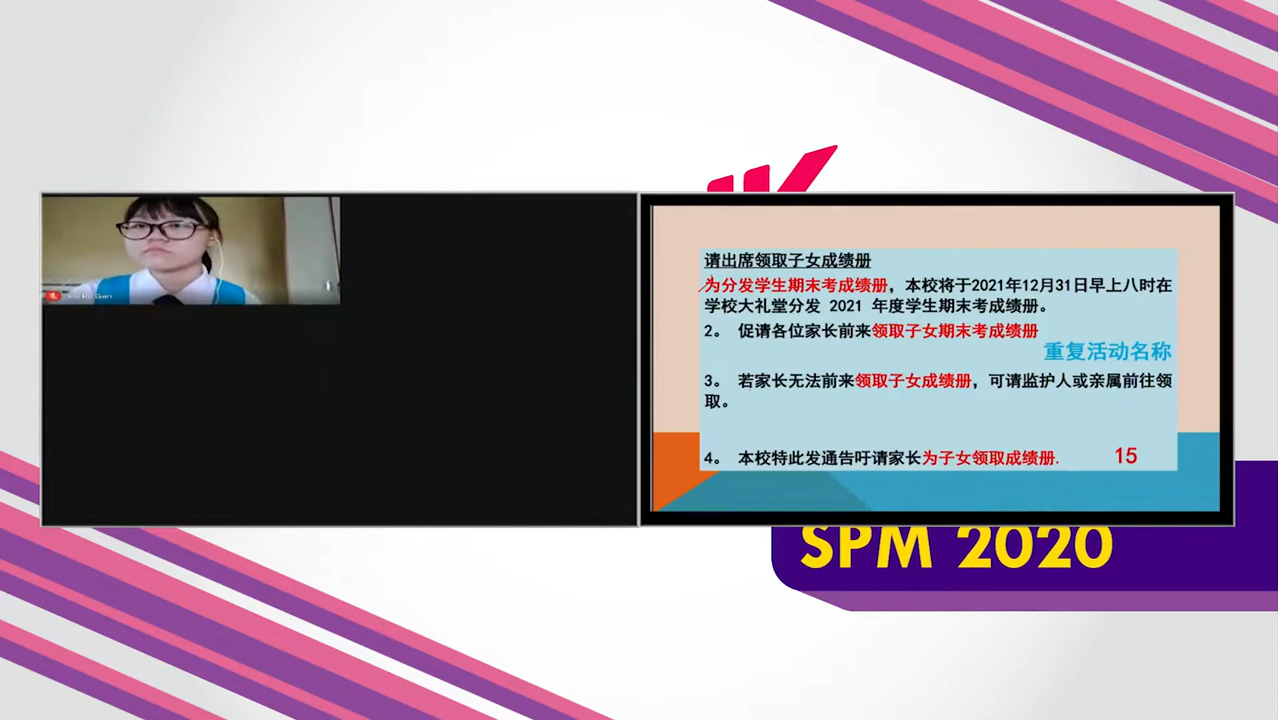 请出席领取子女成绩册
为分发学生期末考成绩册，本校将于2021年12月31日早上八时在
学校大礼堂分发 2021 年度学生期末考成绩册。
2。 促请各位家长前来领取子女期末考成绩册
重复活动名称
3。 若家长无法前来领取子女成绩册，可请监护人或亲属前往领
取。
4。 本校特此发通告吁请家长为子女领取成绩册.
15
SPM 2020